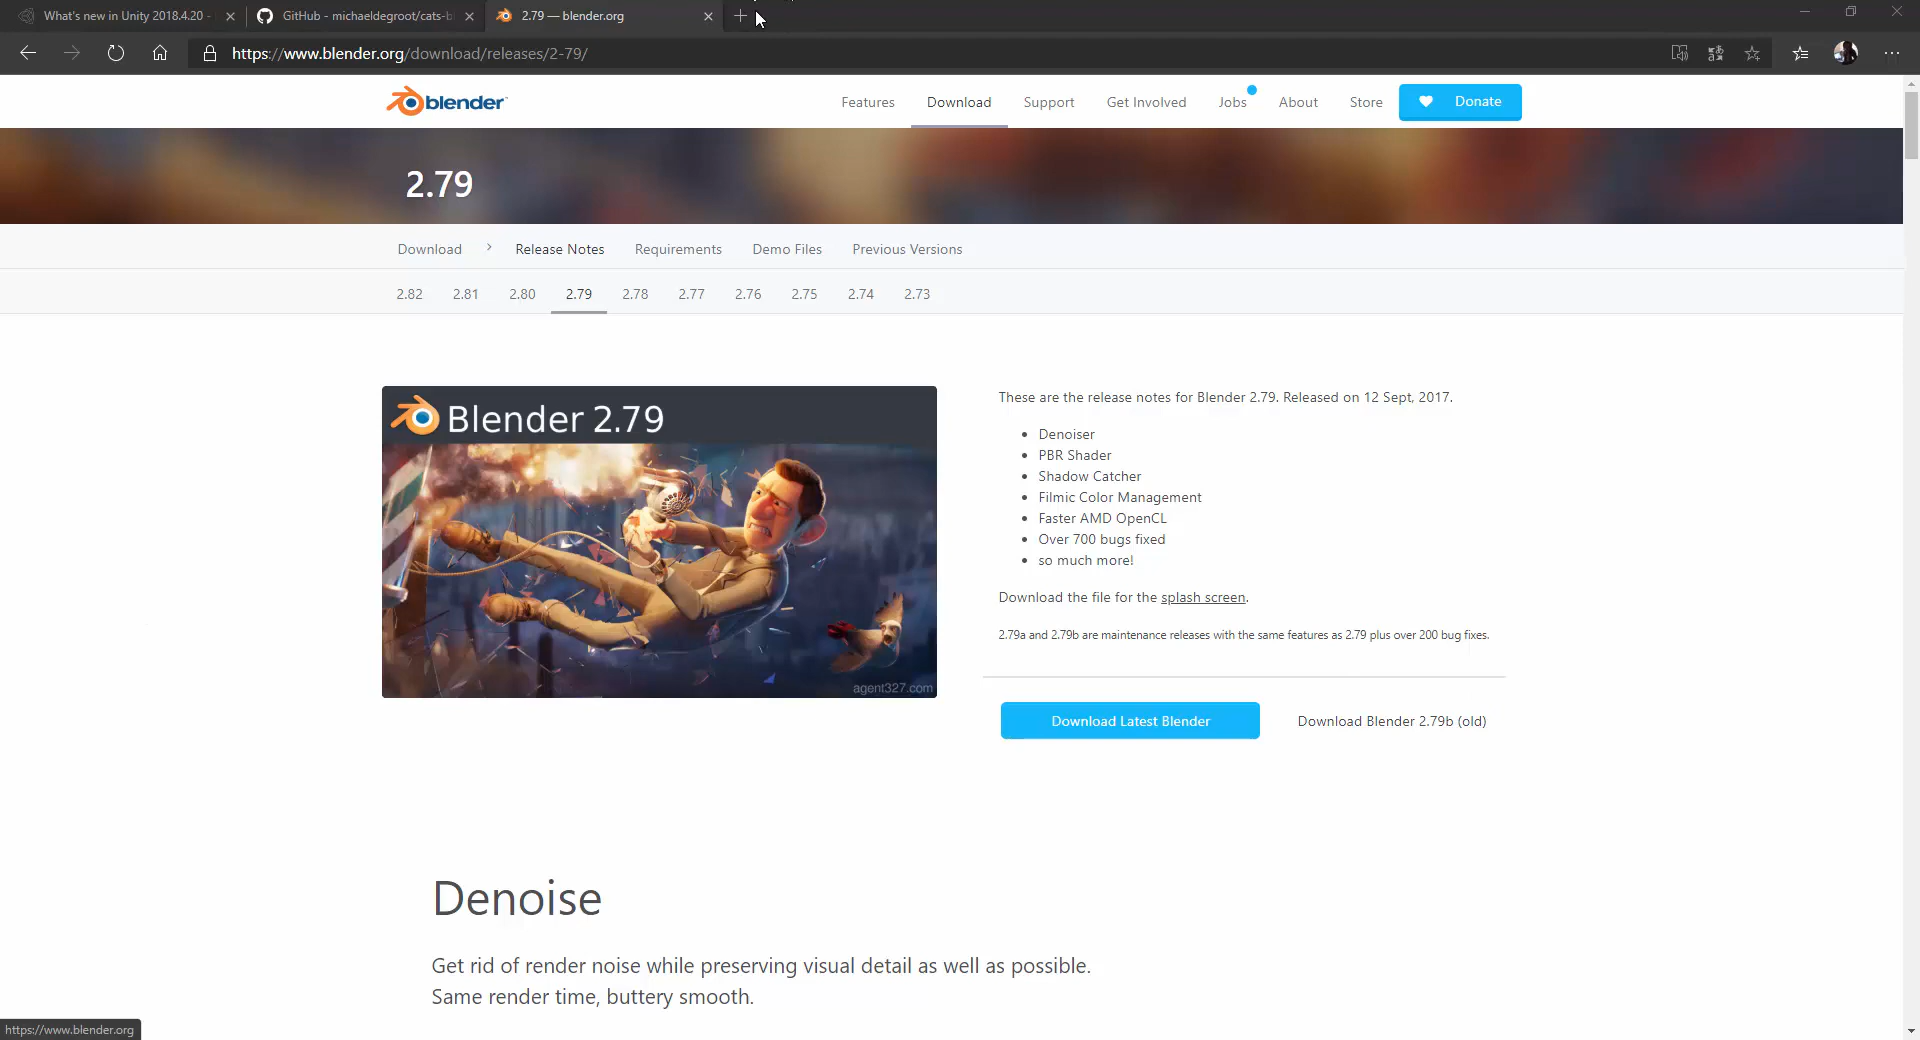 What's new in Unity 2018.4.20 -
GitHub - michaeldegroot/cats-bl
2.79 — blender.org
https://www.blender.org/download/releases/2-79/
blender™
Features
Download
Support
Get Involved
Jobs
About
Store
Donate
2.79
Download
Release Notes
Requirements
Demo Files
Previous Versions
2.82
2.81
2.80
2.79
2.78
2.77
2.76
2.75
2.74
2.73
Blender 2.79
agent327.com
These are the release notes for Blender 2.79. Released on 12 Sept, 2017.
Denoiser
PBR Shader
Shadow Catcher
Filmic Color Management
Faster AMD OpenCL
Over 700 bugs fixed
so much more!
Download the file for the splash screen.
2.79a and 2.79b are maintenance releases with the same features as 2.79 plus over 200 bug fixes.
Download Latest Blender
Download Blender 2.79b (old)
Denoise
Get rid of render noise while preserving visual detail as well as possible.
Same render time, buttery smooth.
https://www.blender.org